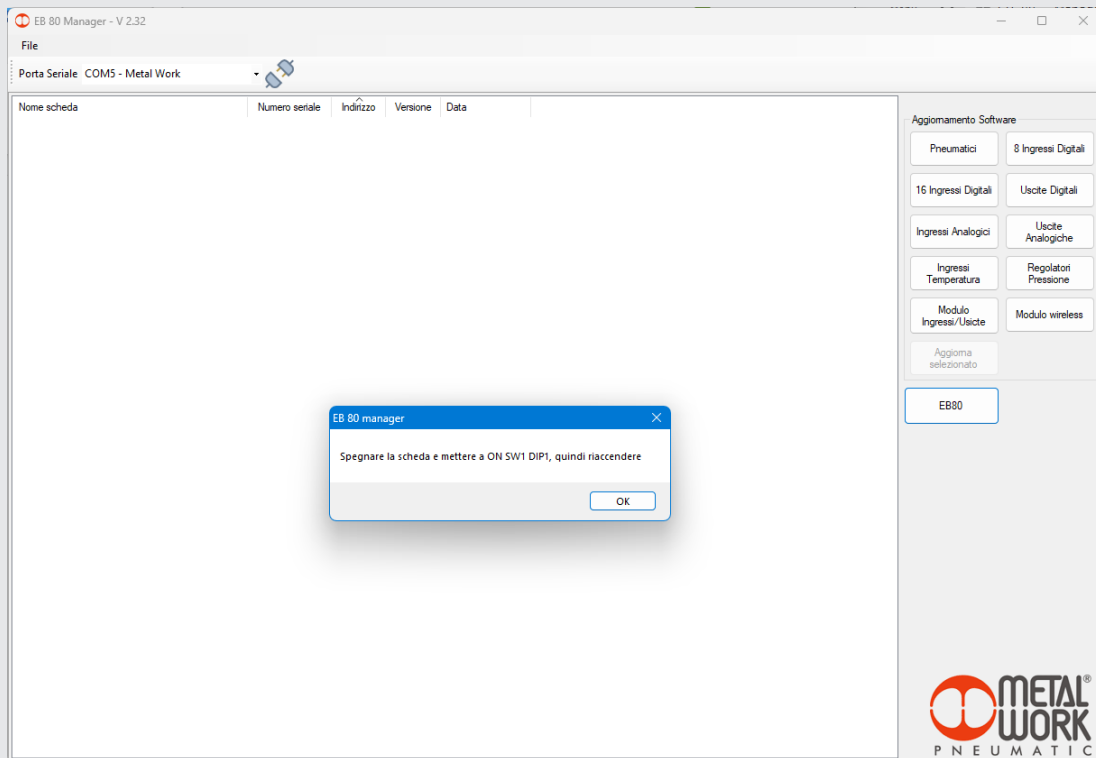 EB 80 Manager - V 2.32
File
Porta Seriale COM5 - Metal Work
Nome scheda Numero seriale Indirizzo Versione Data
Aggiornamento Software
Pneumatici
8 Ingressi Digitali
16 Ingressi Digitali
Uscite Digitali
Ingressi Analogici
Uscite
Analogiche
Ingressi
Temperatura
Regolatori
Pressione
Modulo
Ingressi/Usicte
Modulo wireless
Aggiorna
selezionato
EB80
EB 80 manager
Spegnare la scheda e mettere a ON SW1 DIP1, quindi riaccendere
OK
METAL®
WORK
PNEUMATIC